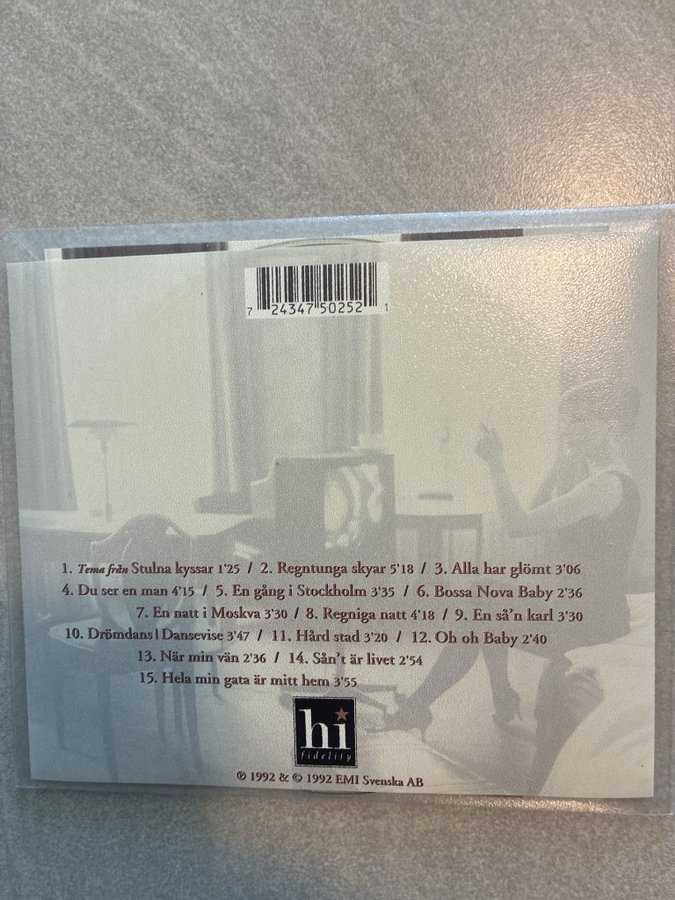 7 24347 50252 1
1. Tema från Stulna kyssar 1'25 / 2. Regntunga skyar 5'18 / 3. Alla har glömt 3'06
4. Du ser en man 4'15 / 5. En gång i Stockholm 3'35 / 6. Bossa Nova Baby 2'36
7. En natt i Moskva 3'30 / 8. Regniga natt 4'18 / 9. En så'n karl 3'30
10. Drömdans | Dansevise 3'47 / 11. Hård stad 3'20 / 12. Oh oh Baby 2'40
13. När min vän 2'36 / 14. Sån't är livet 2'54
15. Hela min gata är mitt hem 3'55
hi
fidelity
℗ 1992 & © 1992 EMI Svenska AB